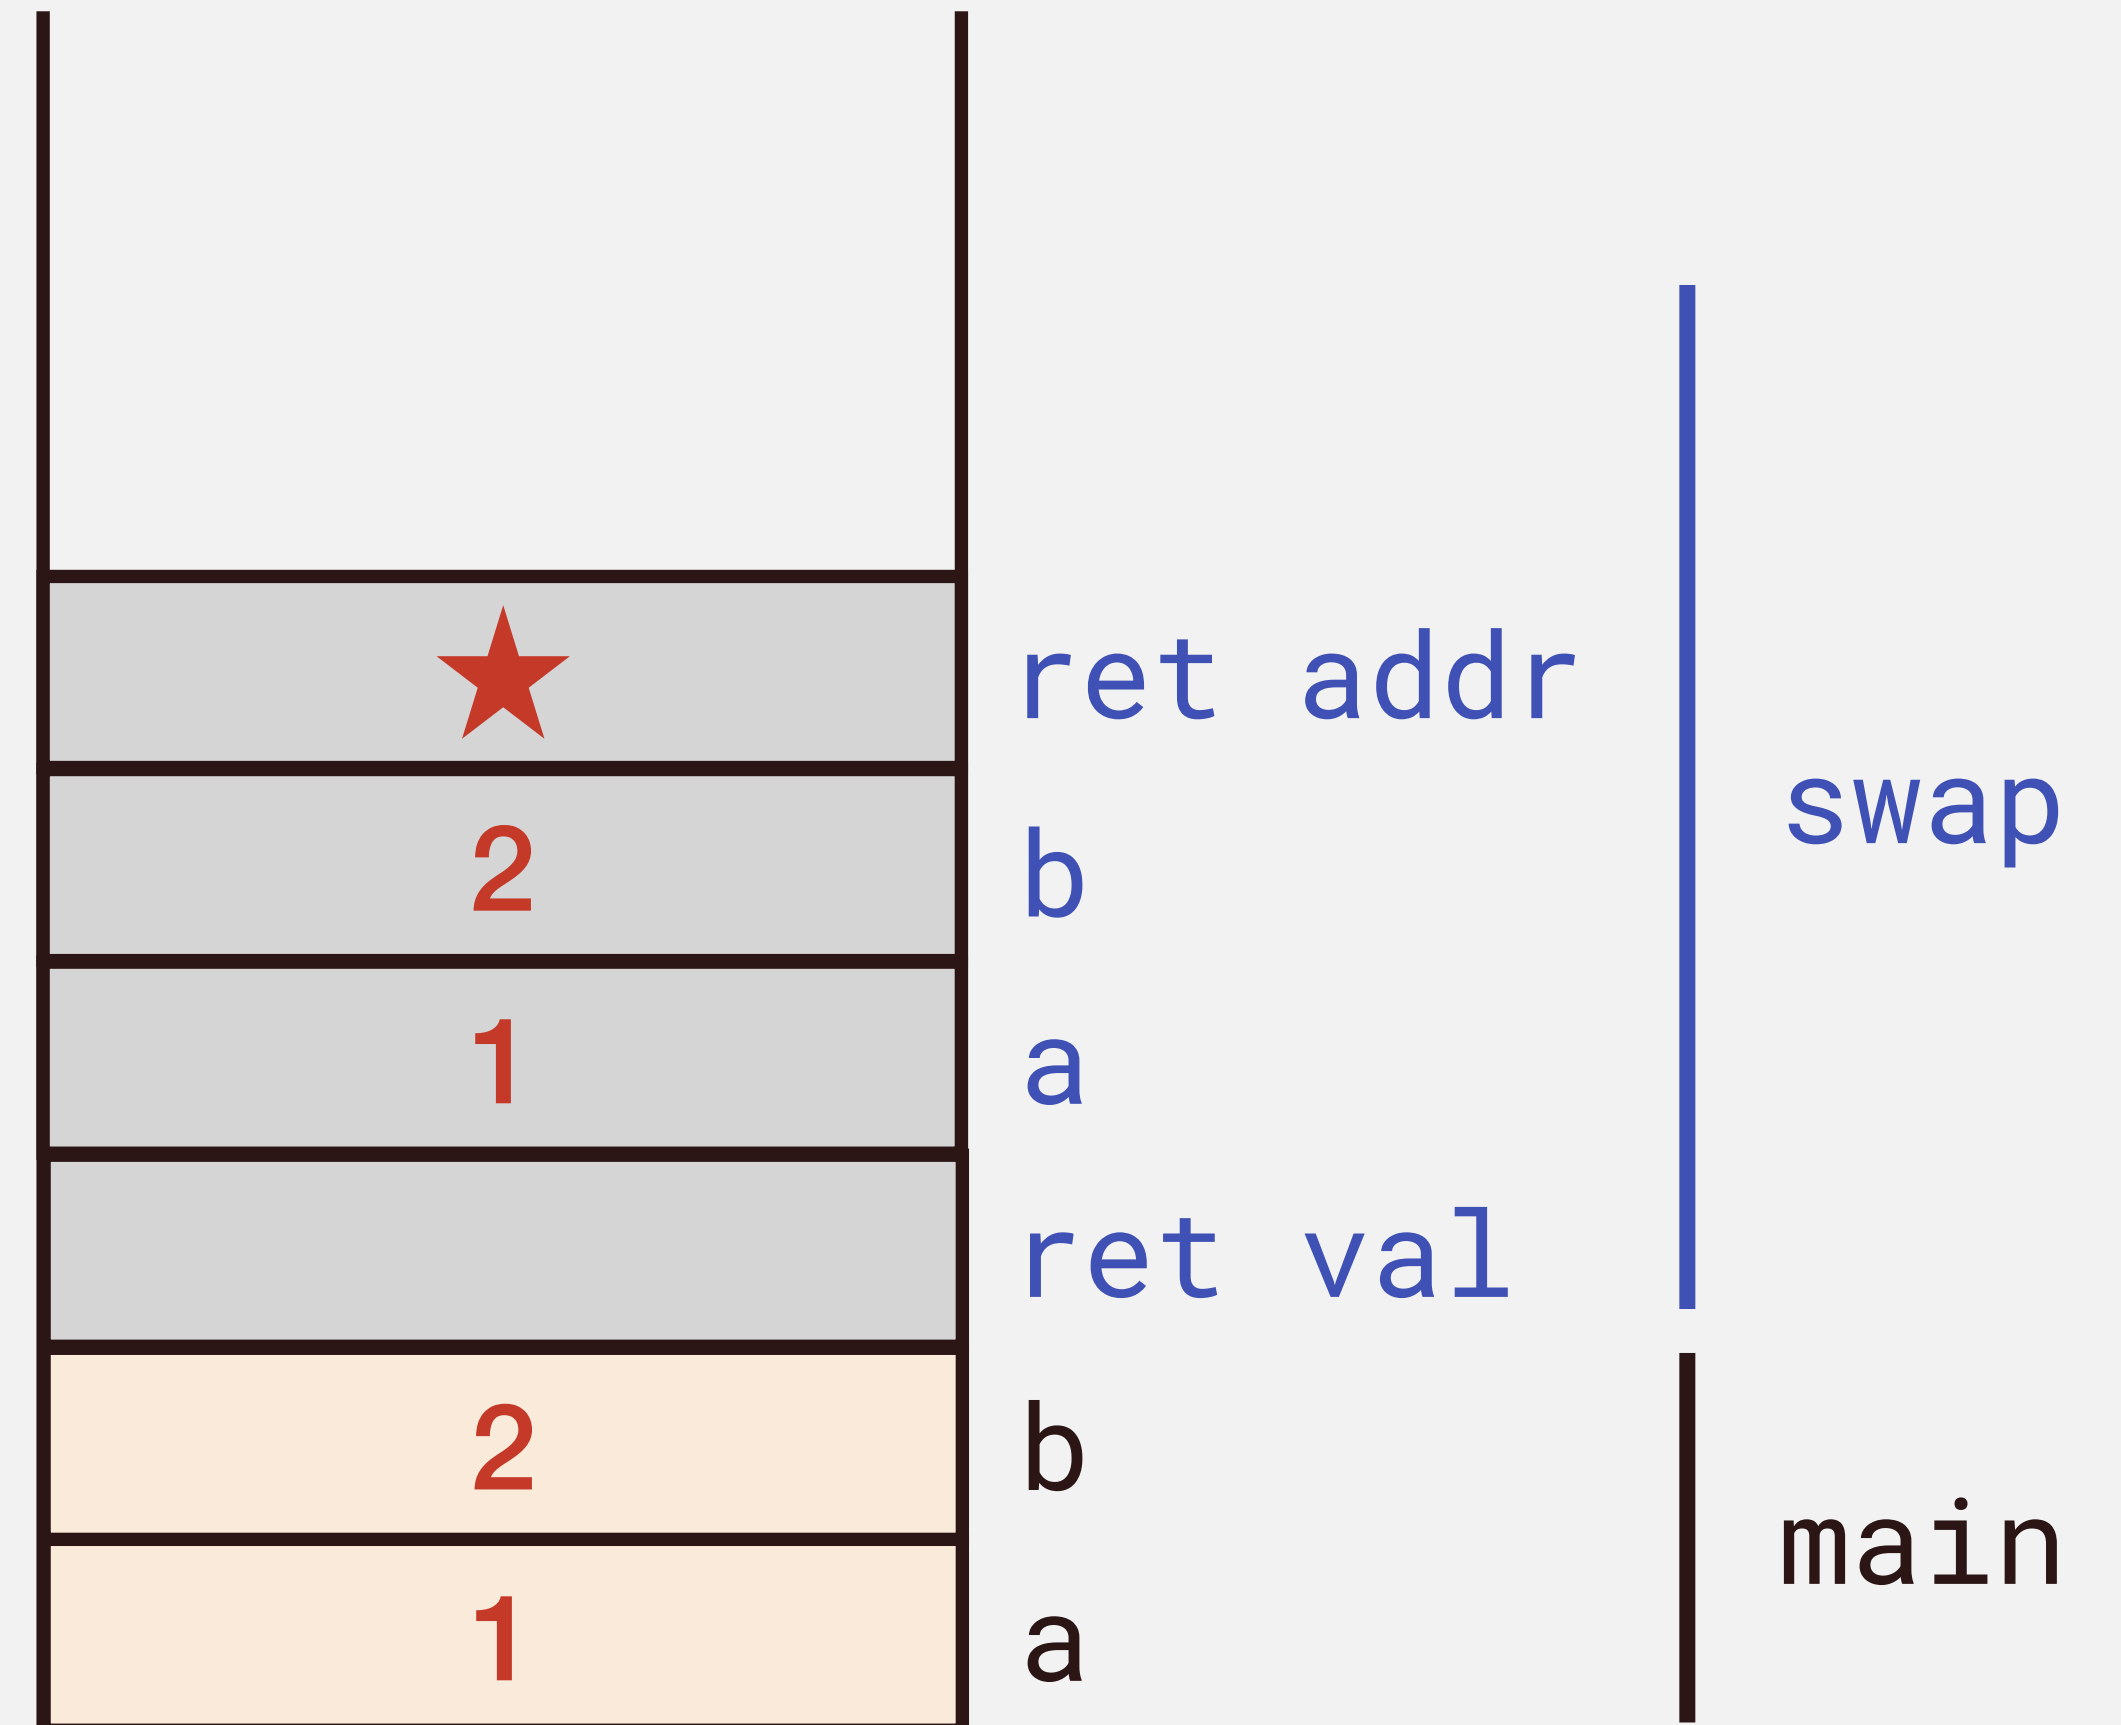 ★ ret addr
swap
2 b
1 a
ret val
2 b
main
1 a